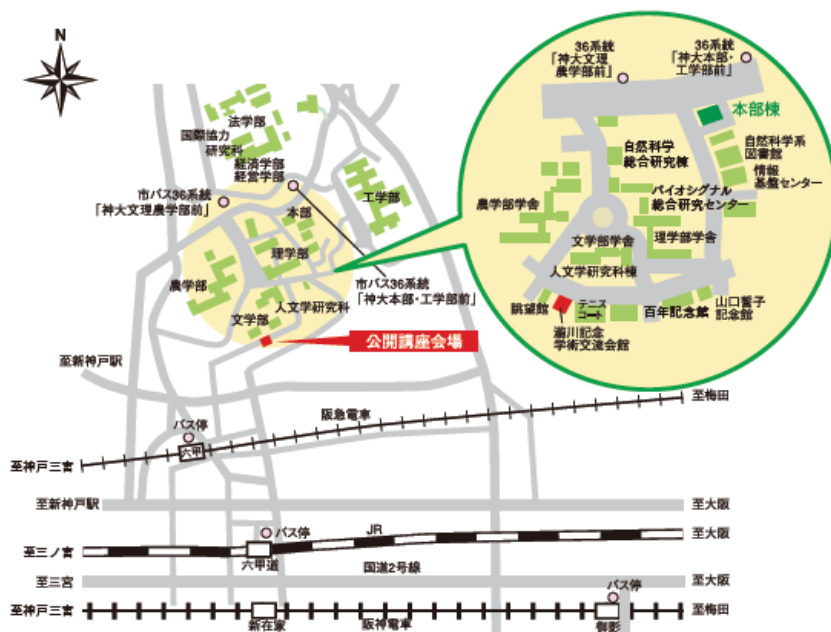 N
法学部
国際協力
研究科
経済学部
経営学部
市バス36系統
「神大文理農学部前」
本部
工学部
理学部
農学部
人文学研究科
文学部
市バス36系統
「神大本部・工学部前」
公開講座会場
36系統
「神大文理
農学部前」
36系統
「神大本部・
工学部前」
本部棟
自然科学
総合研究棟
自然科学系
図書館
情報
基盤センター
バイオシグナル
総合研究センター
農学部学舎
文学部学舎
理学部学舎
人文学研究科棟
眺望館
テニス
コート
瀧川記念
学術交流会館
百年記念館
山口誓子
記念館
至新神戸駅
至梅田
阪急電車
バス停
六甲
至神戸三宮
至新神戸駅
至大阪
バス停
JR
至大阪
至三ノ宮
六甲道
国道2号線
至三宮
至大阪
バス停
至神戸三宮
至梅田
新在家
阪神電車
御影